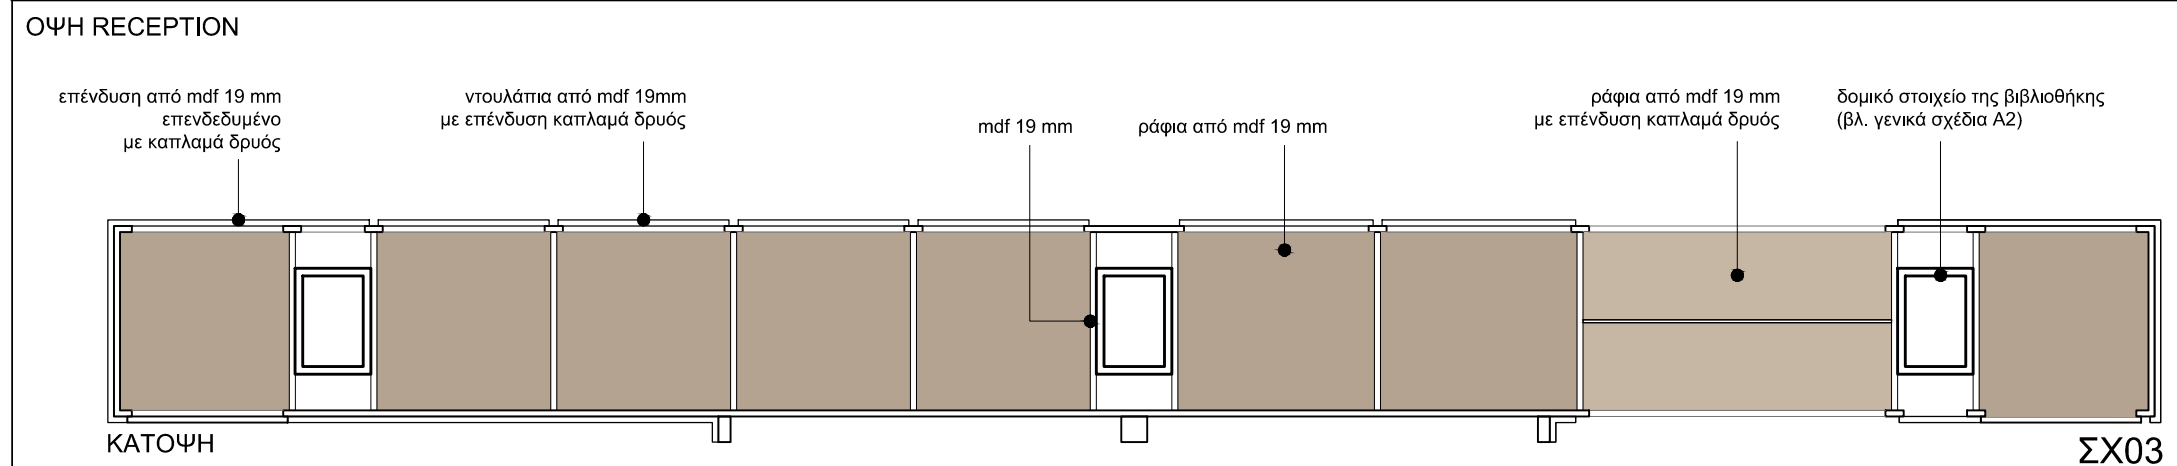 ΟΨΗ RECEPTION
επένδυση από mdf 19 mm
επενδεδυμένο
με καπλαμά δρυός
ντουλάπια από mdf 19mm
με επένδυση καπλαμά δρυός
mdf 19 mm
ράφια από mdf 19 mm
ράφια από mdf 19 mm
με επένδυση καπλαμά δρυός
δομικό στοιχείο της βιβλιοθήκης
(βλ. γενικά σχέδια Α2)
ΚΑΤΟΨΗ
ΣΧ03